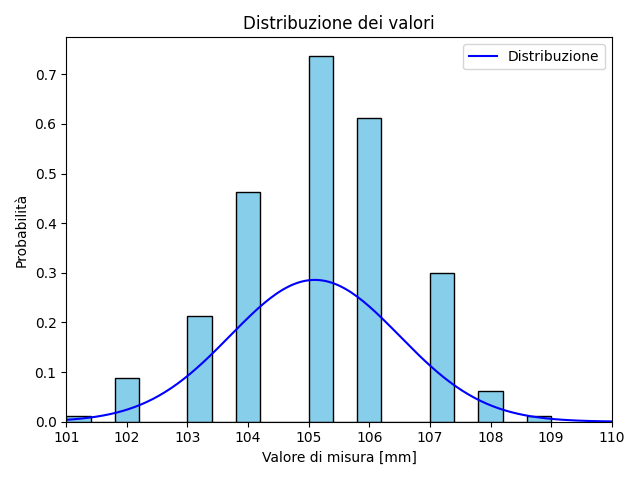 Distribuzione dei valori
Distribuzione
Probabilità
0.7
0.6
0.5
0.4
0.3
0.2
0.1
0.0
101 102 103 104 105 106 107 108 109 110
Valore di misura [mm]